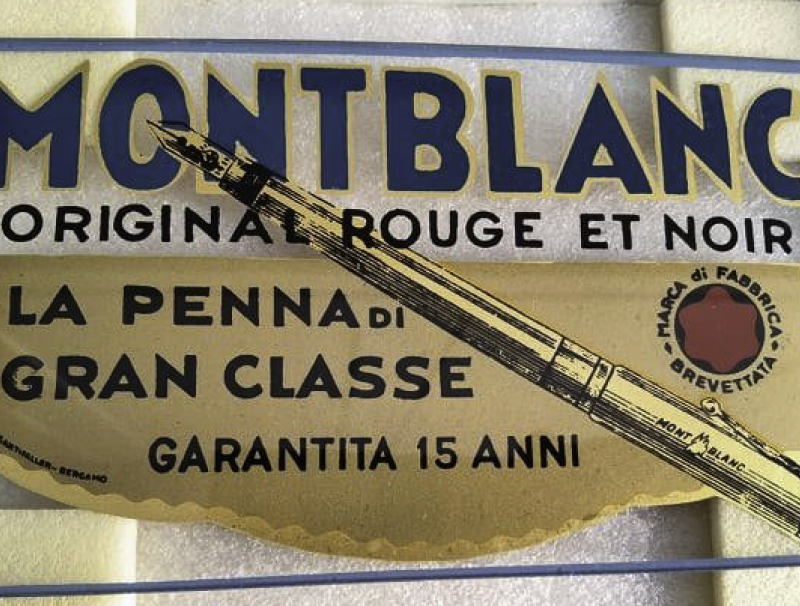 MONTBLANC
ORIGINAL ROUGE ET NOIR
LA PENNA DI
GRAN CLASSE
MARCA di FABBRICA
BREVETTATA
GARANTITA 15 ANNI
MONT BLANC
BERGAMO